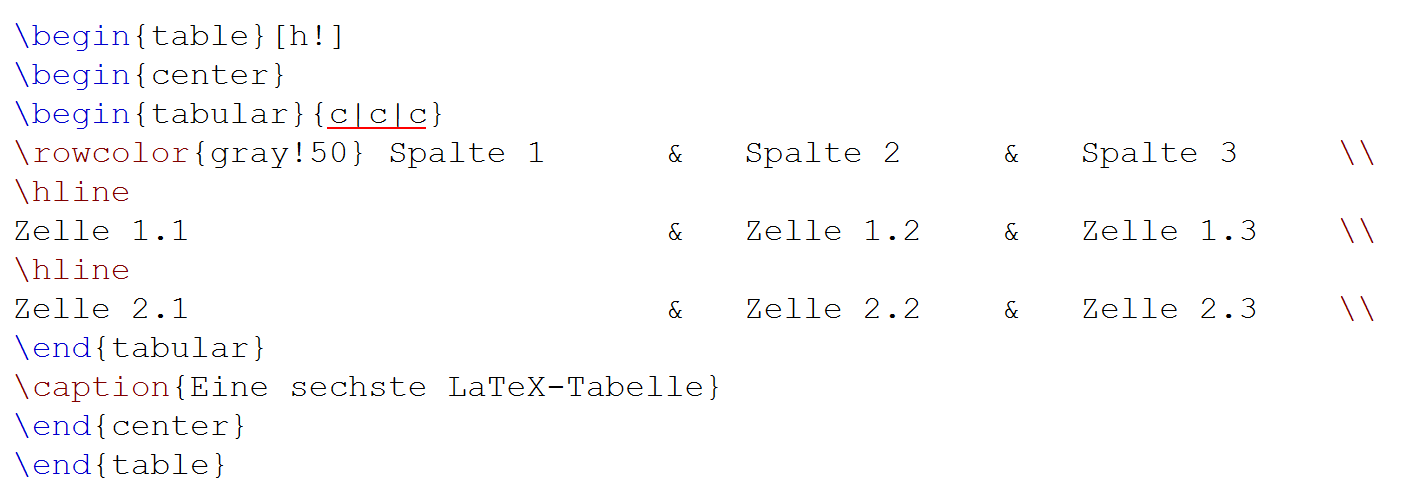 \begin{table}[h!]
\begin{center}
\begin{tabular}{c|c|c}
\rowcolor{gray!50} Spalte 1 & Spalte 2 & Spalte 3 \\
\hline
Zelle 1.1 & Zelle 1.2 & Zelle 1.3 \\
\hline
Zelle 2.1 & Zelle 2.2 & Zelle 2.3 \\
\end{tabular}
\caption{Eine sechste LaTeX-Tabelle}
\end{center}
\end{table}